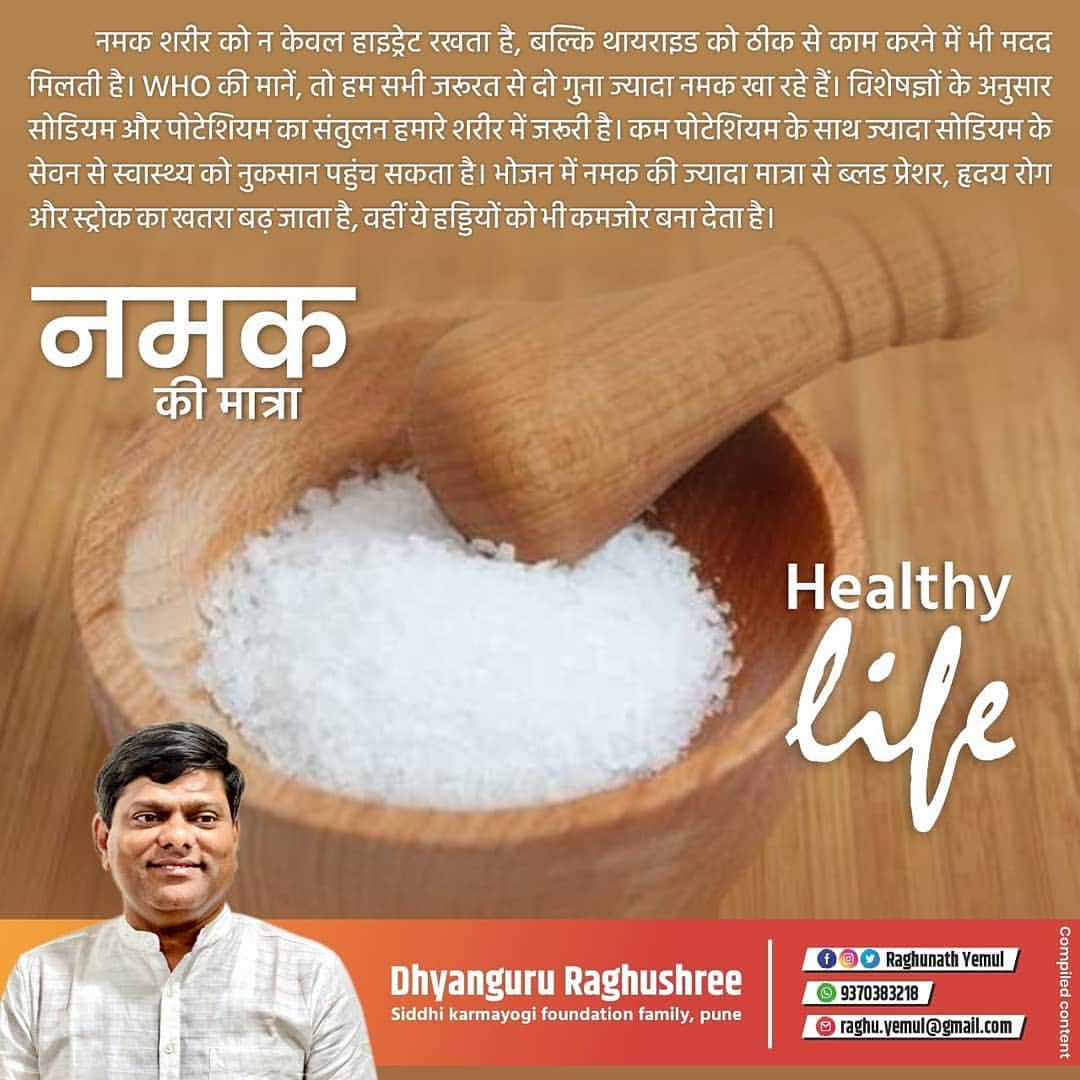 नमक शरीर को न केवल हाइड्रेट रखता है, बल्कि थायराइड को ठीक से काम करने में भी मदद
मिलती है। WHO की मानें, तो हम सभी जरूरत से दो गुना ज्यादा नमक खा रहे हैं। विशेषज्ञों के अनुसार
सोडियम और पोटेशियम का संतुलन हमारे शरीर में जरूरी है। कम पोटेशियम के साथ ज्यादा सोडियम के
सेवन से स्वास्थ्य को नुकसान पहुंच सकता है। भोजन में नमक की ज्यादा मात्रा से ब्लड प्रेशर, हृदय रोग
और स्ट्रोक का खतरा बढ़ जाता है, वहीं ये हड्डियों को भी कमजोर बना देता है।
नमक
की मात्रा
Healthy
life
Dhyanguru Raghushree
Siddhi karmayogi foundation family, pune
Raghunath Yemul
9370383218
raghu.yemul@gmail.com
Compiled content